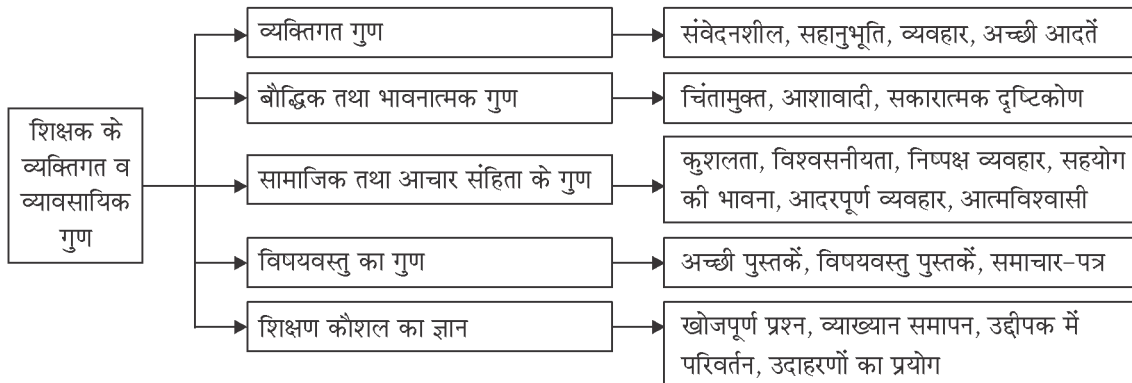 शिक्षक के
व्यक्तिगत व
व्यावसायिक
गुण
व्यक्तिगत गुण
संवेदनशील, सहानुभूति, व्यवहार, अच्छी आदतें
बौद्धिक तथा भावनात्मक गुण
चिंतामुक्त, आशावादी, सकारात्मक दृष्टिकोण
सामाजिक तथा आचार संहिता के गुण
कुशलता, विश्वसनीयता, निष्पक्ष व्यवहार, सहयोग
की भावना, आदरपूर्ण व्यवहार, आत्मविश्वासी
विषयवस्तु का गुण
अच्छी पुस्तकें, विषयवस्तु पुस्तकें, समाचार-पत्र
शिक्षण कौशल का ज्ञान
खोजपूर्ण प्रश्न, व्याख्यान समापन, उद्दीपक में
परिवर्तन, उदाहरणों का प्रयोग